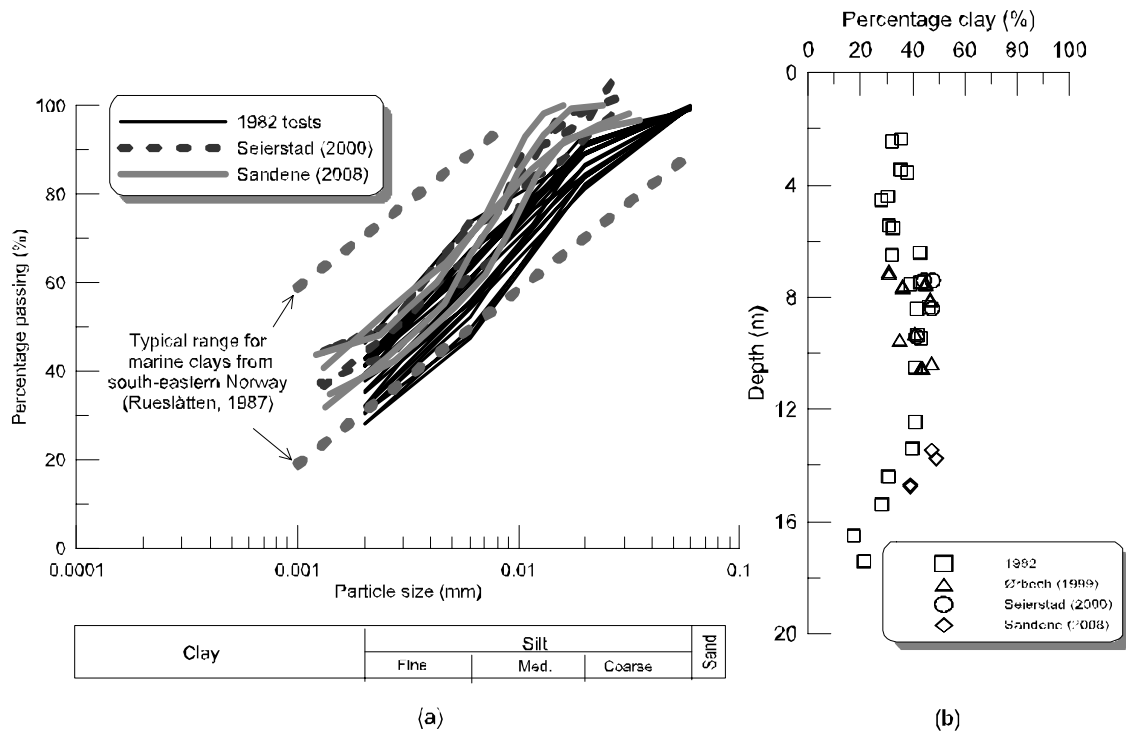 Percentage clay (%)
0 20 40 60 80 100
100
80
60
40
20
0
Percentage passing (%)
1982 tests
Seierstad (2000)
Sandene (2008)
Typical range for
marine clays from
south-eastern Norway
(Rueslåtten, 1987)
0.0001 0.001 0.01 0.1
Particle size (mm)
Clay
Silt
Fine Med. Coarse
Sand
(a)
0
4
8
12
16
20
Depth (m)
1982
Ørbech (1999)
Seierstad (2000)
Sandene (2008)
(b)